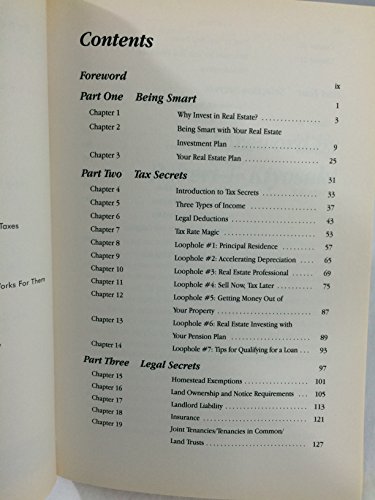 Contents
Foreword ix
Part One Being Smart 1
Chapter 1 Why Invest in Real Estate? 3
Chapter 2 Being Smart with Your Real Estate
Investment Plan 9
Chapter 3 Your Real Estate Plan 25
Part Two Tax Secrets 31
Chapter 4 Introduction to Tax Secrets 33
Chapter 5 Three Types of Income 37
Chapter 6 Legal Deductions 43
Chapter 7 Tax Rate Magic 53
Chapter 8 Loophole #1: Principal Residence 57
Chapter 9 Loophole #2: Accelerating Depreciation 65
Chapter 10 Loophole #3: Real Estate Professional 69
Chapter 11 Loophole #4: Sell Now, Tax Later 75
Chapter 12 Loophole #5: Getting Money Out of
Your Property 87
Chapter 13 Loophole #6: Real Estate Investing with
Your Pension Plan 89
Chapter 14 Loophole #7: Tips for Qualifying for a Loan 93
Part Three Legal Secrets 97
Chapter 15 Homestead Exemptions 101
Chapter 16 Land Ownership and Notice Requirements 105
Chapter 17 Landlord Liability 113
Chapter 18 Insurance 121
Chapter 19 Joint Tenancies/Tenancies in Common/
Land Trusts 127
Taxes
Works For Them